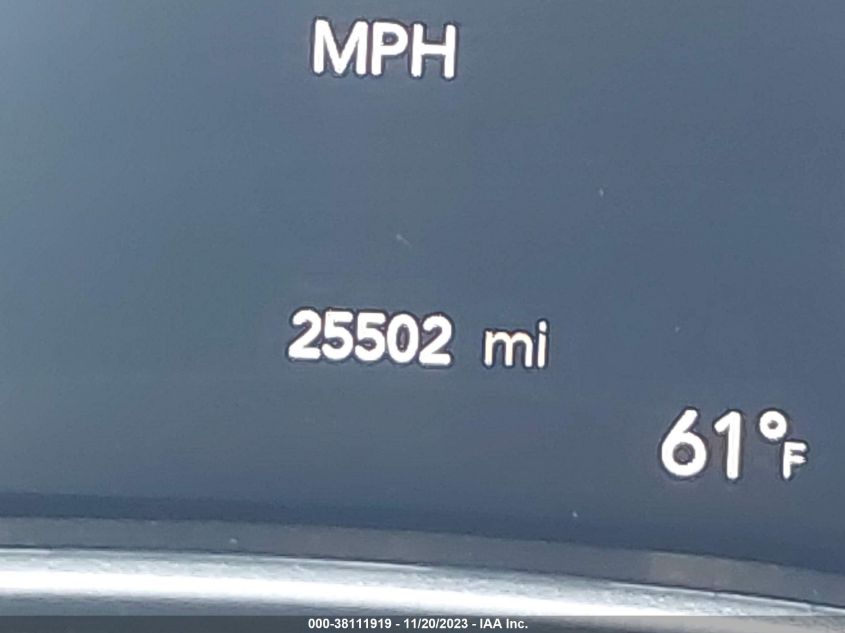 MPH
25502 mi
61°F
000-38111919 - 11/20/2023 - IAA Inc.